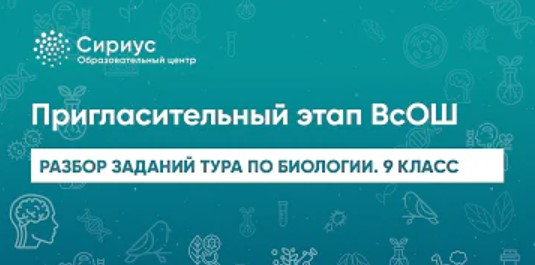 Сириус
Образовательный центр
Пригласительный этап ВсОШ
РАЗБОР ЗАДАНИЙ ТУРА ПО БИОЛОГИИ. 9 КЛАСС